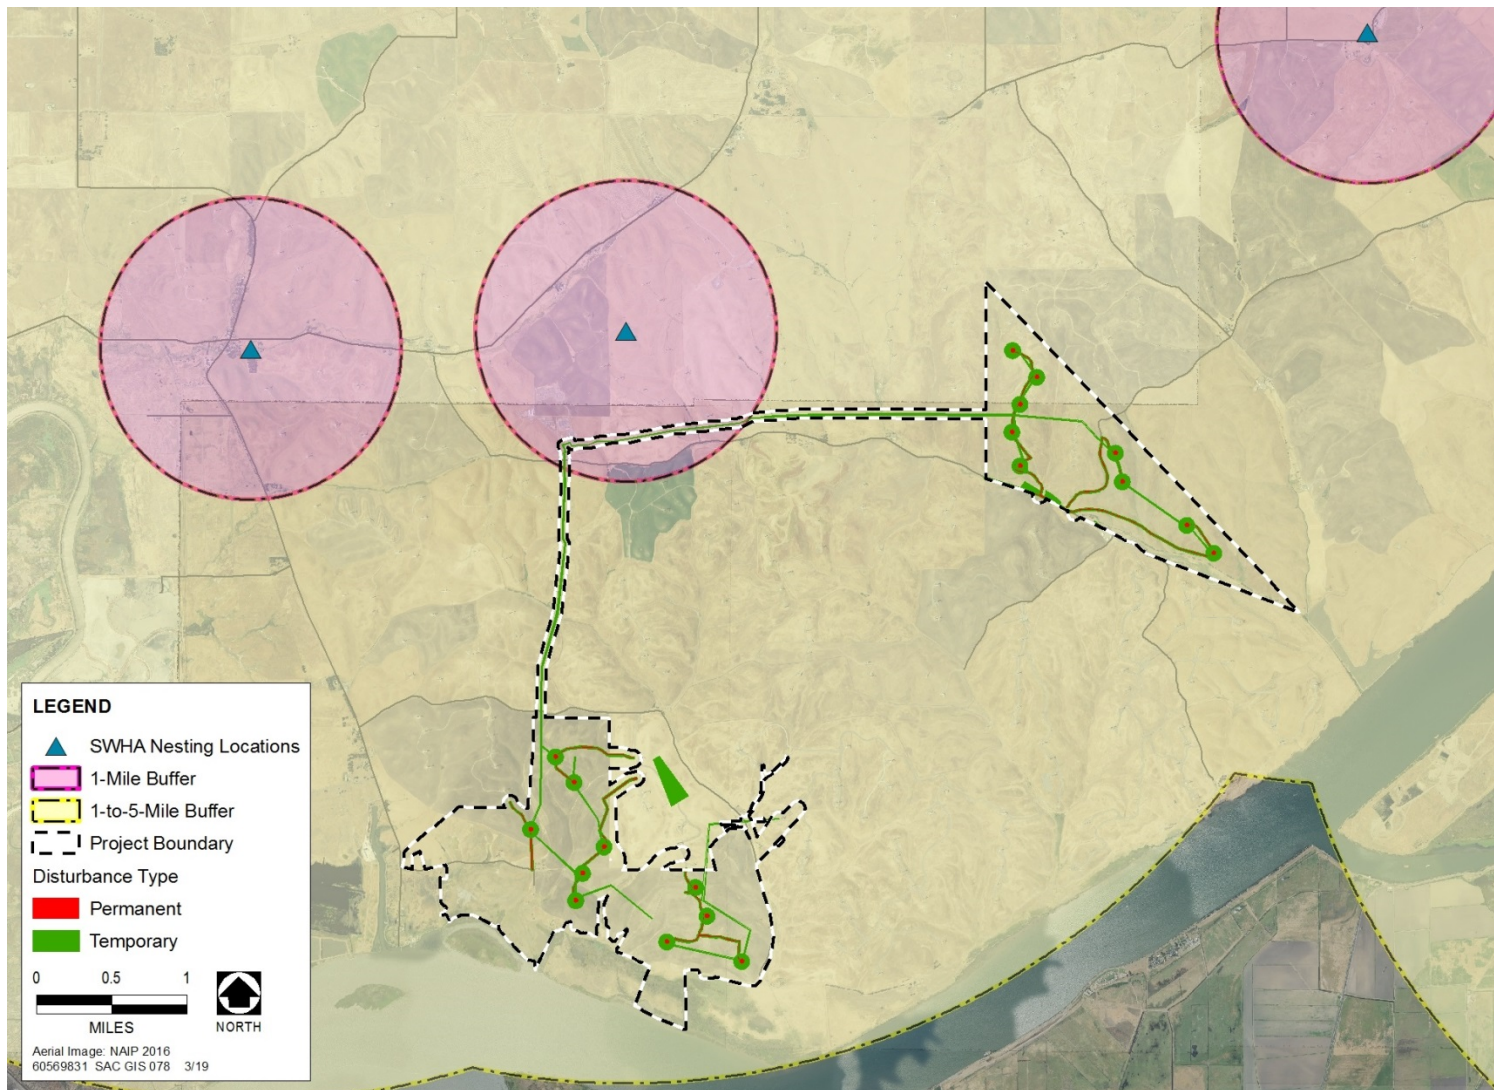 LEGEND
SWHA Nesting Locations
1-Mile Buffer
1-to-5-Mile Buffer
Project Boundary
Disturbance Type
Permanent
Temporary
0 0.5 1
MILES
NORTH
Aerial Image: NAIP 2016
60569831 SAC GIS 078 3/19